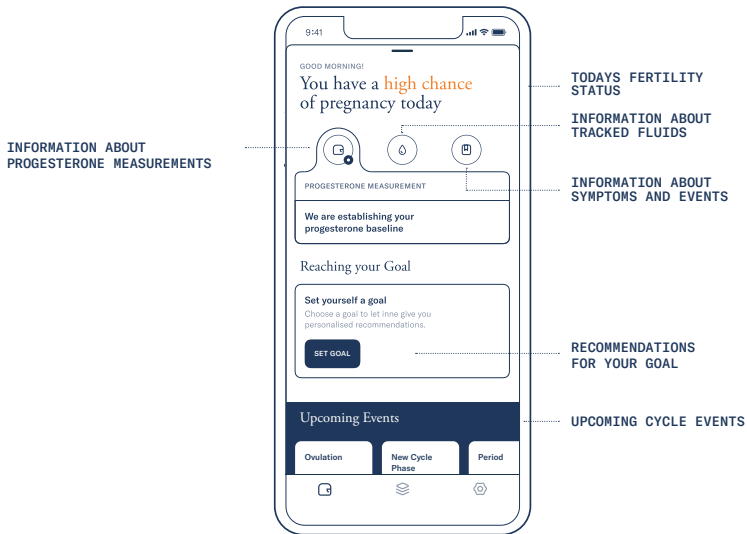 9:41
GOOD MORNING!
You have a high chance
of pregnancy today
TODAYS FERTILITY
STATUS
INFORMATION ABOUT
TRACKED FLUIDS
INFORMATION ABOUT
PROGESTERONE MEASUREMENTS
INFORMATION ABOUT
SYMPTOMS AND EVENTS
PROGESTERONE MEASUREMENT
We are establishing your
progesterone baseline
Reaching your Goal
Set yourself a goal
Choose a goal to let inne give you
personalised recommendations.
SET GOAL
RECOMMENDATIONS
FOR YOUR GOAL
Upcoming Events
UPCOMING CYCLE EVENTS
Ovulation
New Cycle
Phase
Period